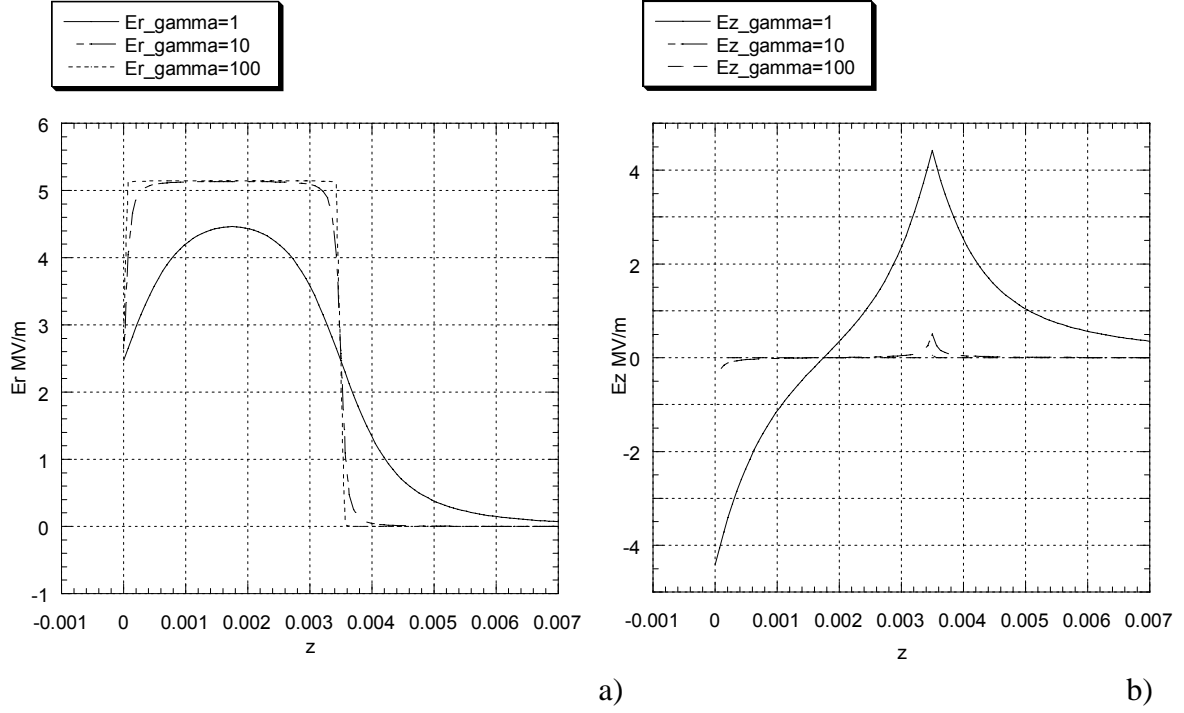 Er_gamma=1
Er_gamma=10
Er_gamma=100
6
5
4
3
2
1
0
-1
Er MV/m
-0.001 0 0.001 0.002 0.003 0.004 0.005 0.006 0.007
z
a)
Ez_gamma=1
Ez_gamma=10
Ez_gamma=100
4
2
0
-2
-4
Ez MV/m
-0.001 0 0.001 0.002 0.003 0.004 0.005 0.006 0.007
z
b)